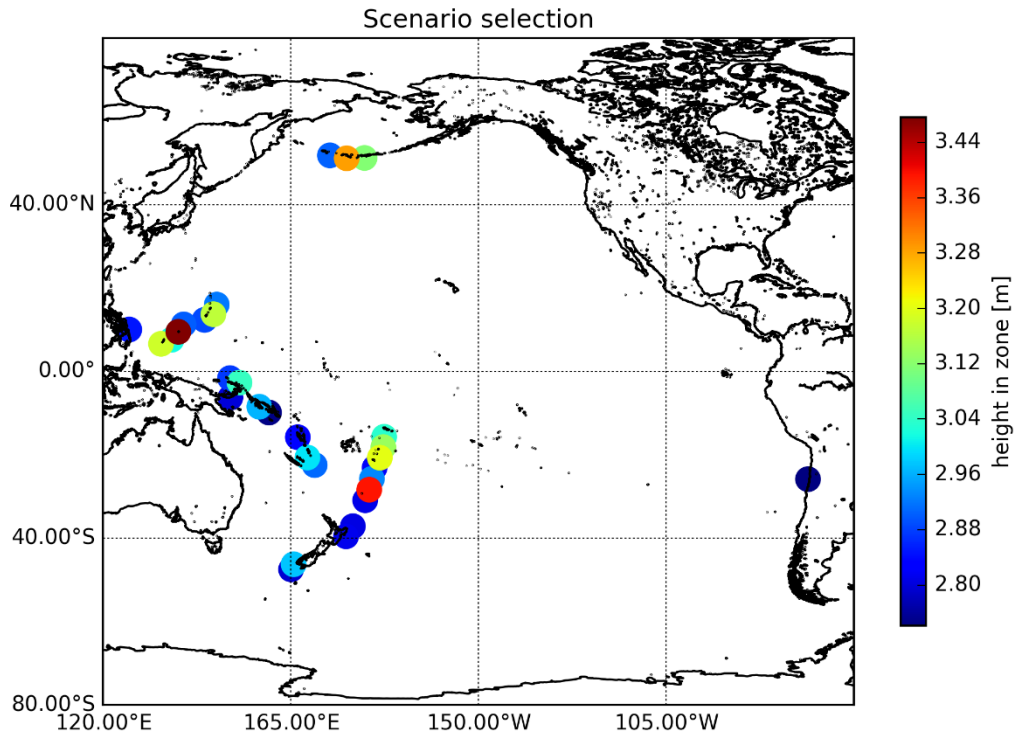 Scenario selection
40.00°N
0.00°
40.00°S
80.00°S
120.00°E
165.00°E
150.00°W
105.00°W
3.44
3.36
3.28
3.20
3.12
3.04
2.96
2.88
2.80
height in zone [m]